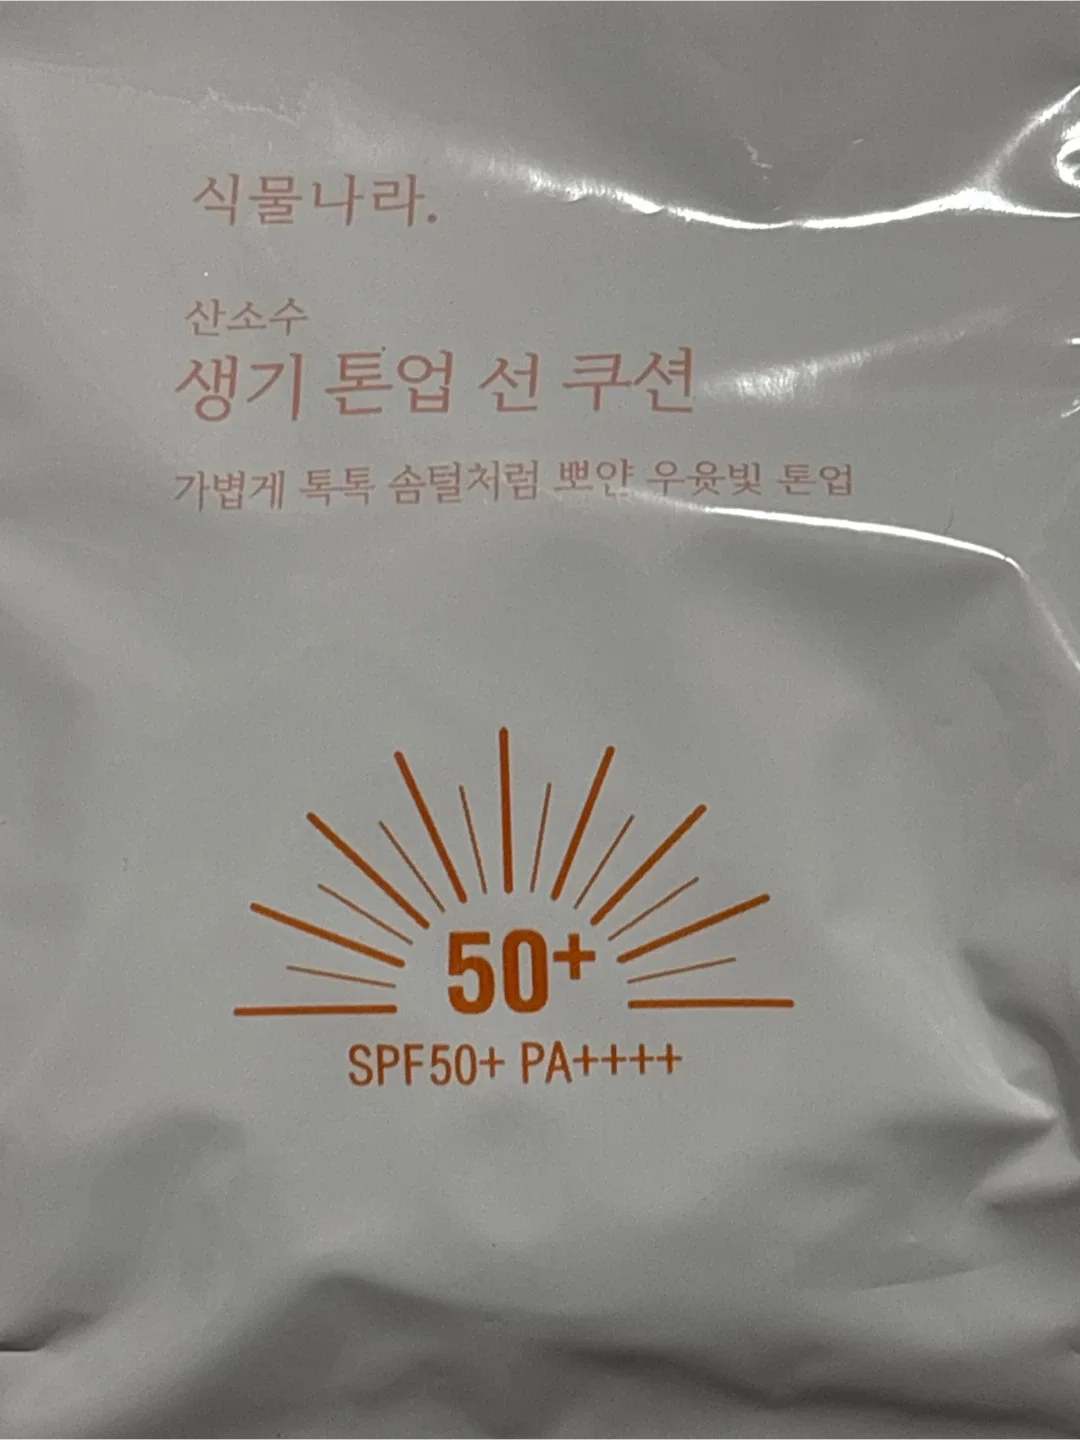 식물나라.
산소수
생기 톤업 선 쿠션
가볍게 톡톡 솜털처럼 뽀얀 우윳빛 톤업
50+
SPF50+ PA++++